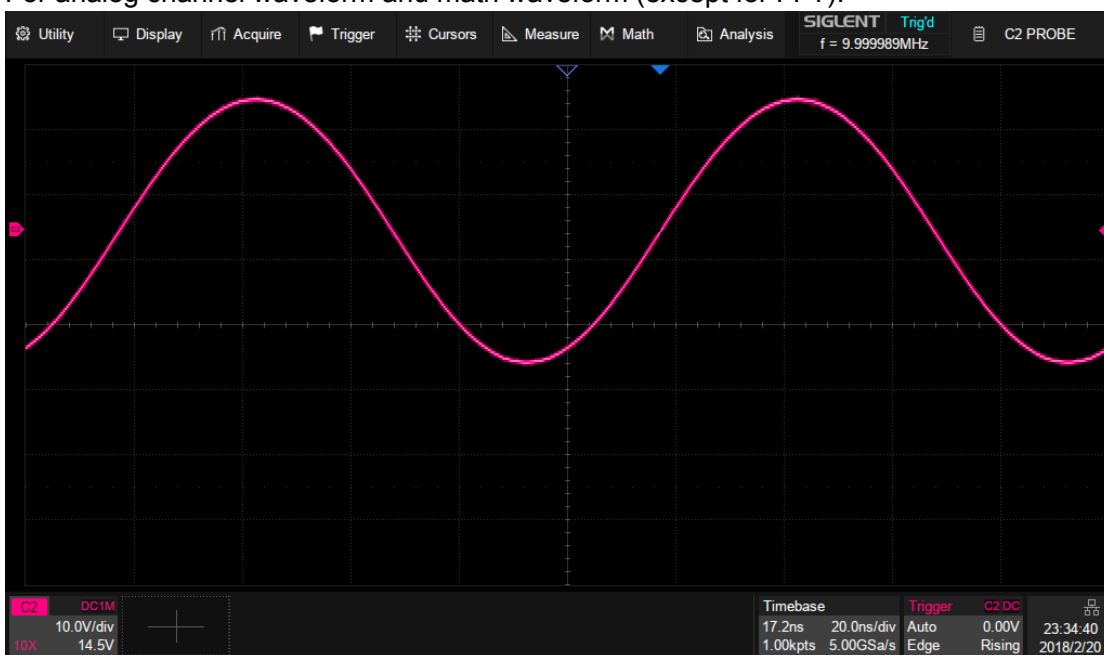 Utility Display Acquire Trigger Cursors Measure Math Analysis SIGLENT Trig'd
f = 9.999989MHz
C2 PROBE
C2 DC1M
10.0V/div
10X 14.5V
Timebase
17.2ns 20.0ns/div
1.00kpts 5.00GSa/s
Trigger C2 DC
Auto 0.00V
Edge Rising
23:34:40
2018/2/20